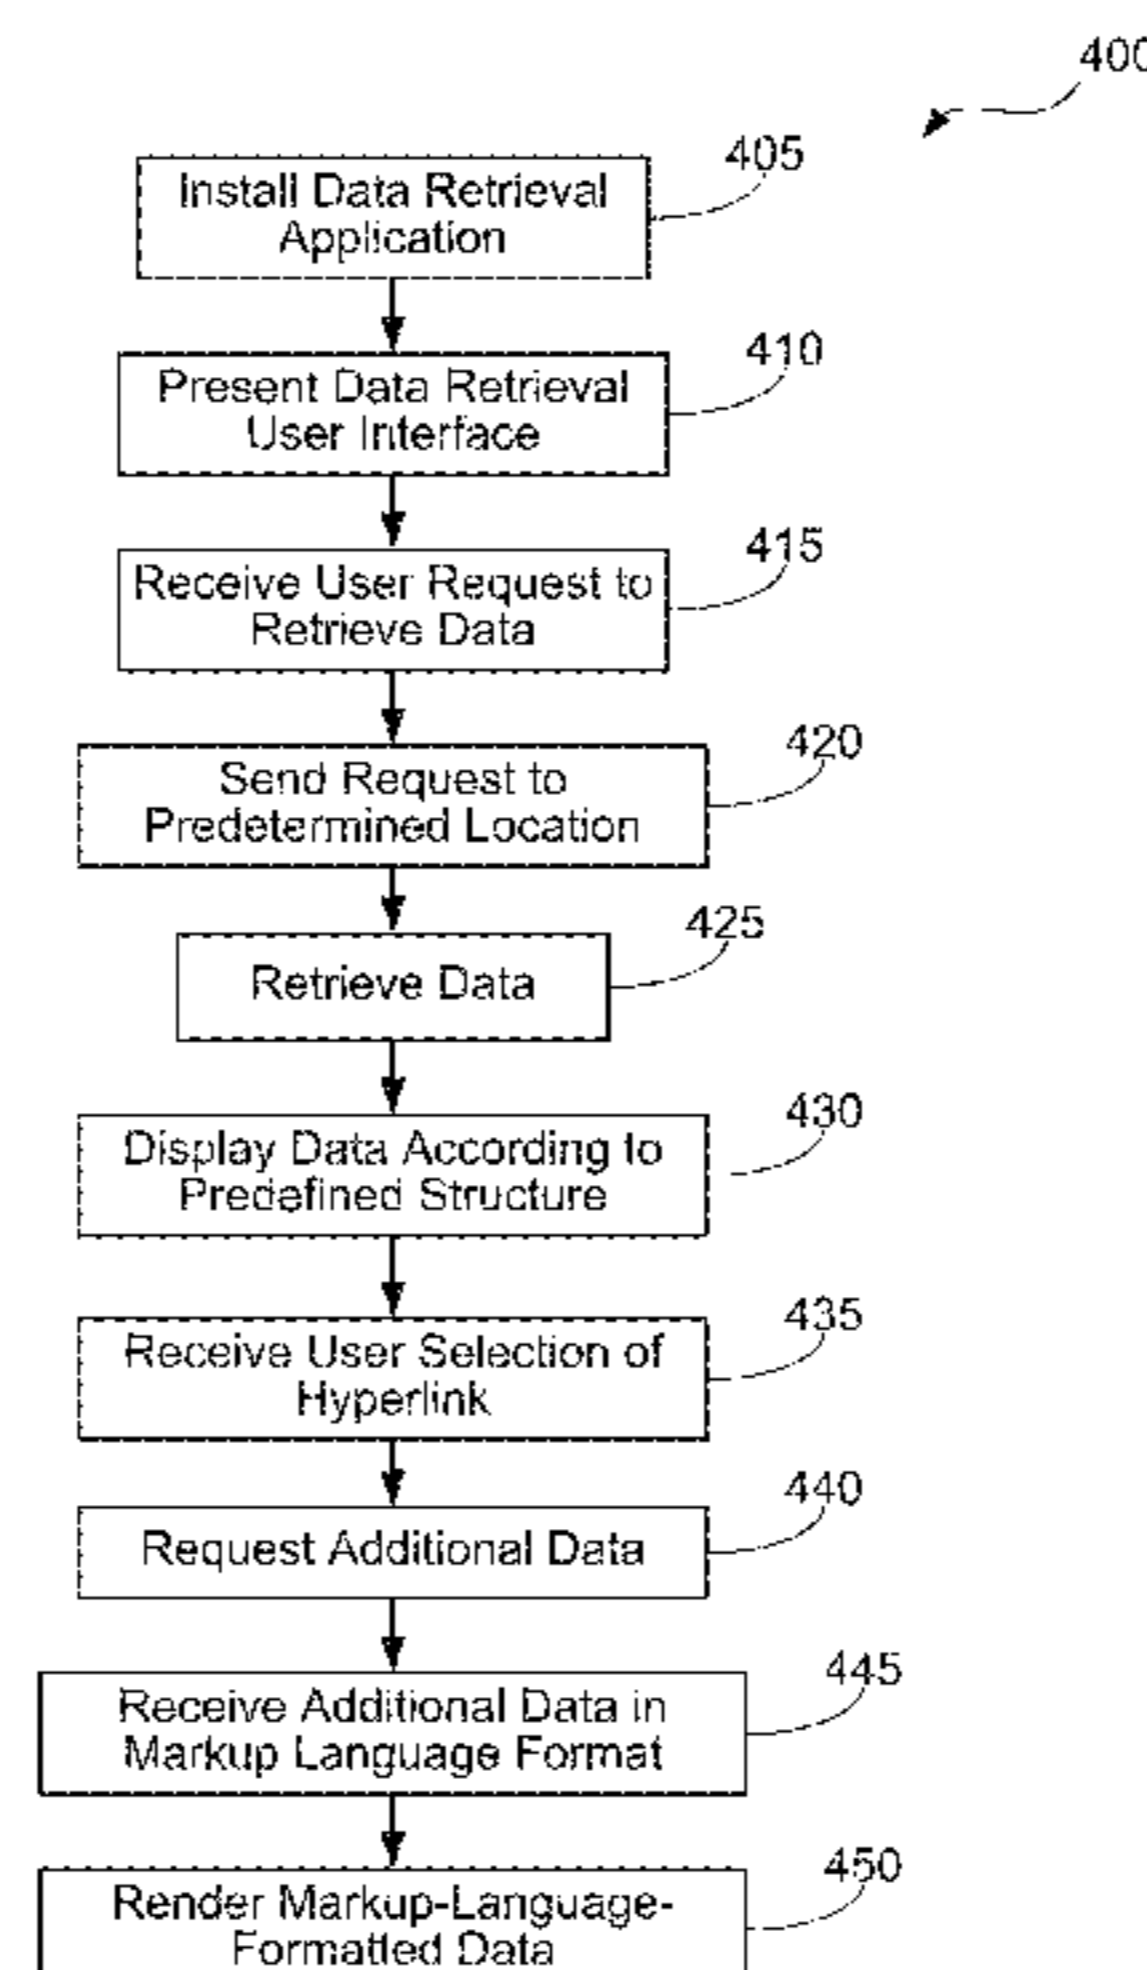 400
405
Install Data Retrieval
Application
410
Present Data Retrieval
User Interface
415
Receive User Request to
Retrieve Data
420
Send Request to
Predetermined Location
425
Retrieve Data
430
Display Data According to
Predefined Structure
435
Receive User Selection of
Hyperlink
440
Request Additional Data
445
Receive Additional Data in
Markup Language Format
450
Render Markup-Language-
Formatted Data